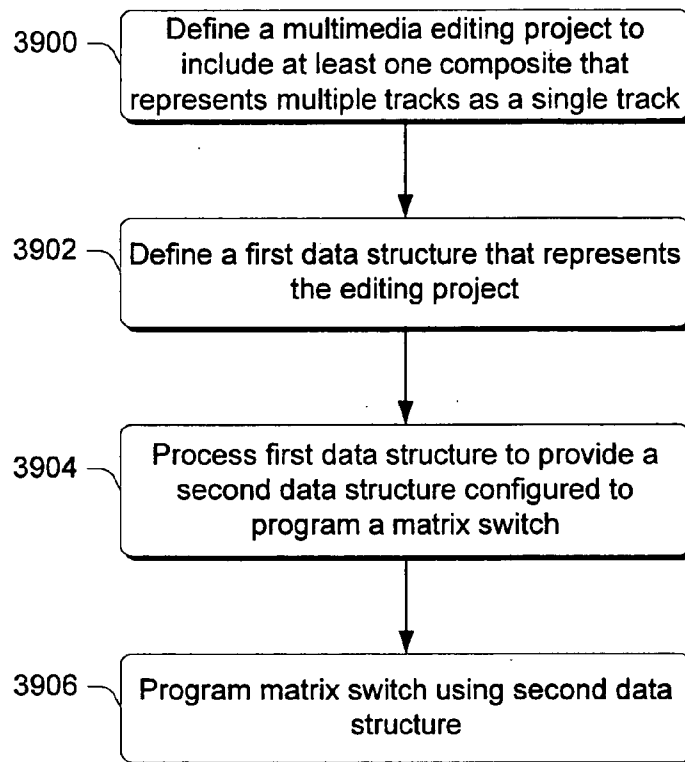 3900
Define a multimedia editing project to
include at least one composite that
represents multiple tracks as a single track
3902
Define a first data structure that represents
the editing project
3904
Process first data structure to provide a
second data structure configured to
program a matrix switch
3906
Program matrix switch using second data
structure